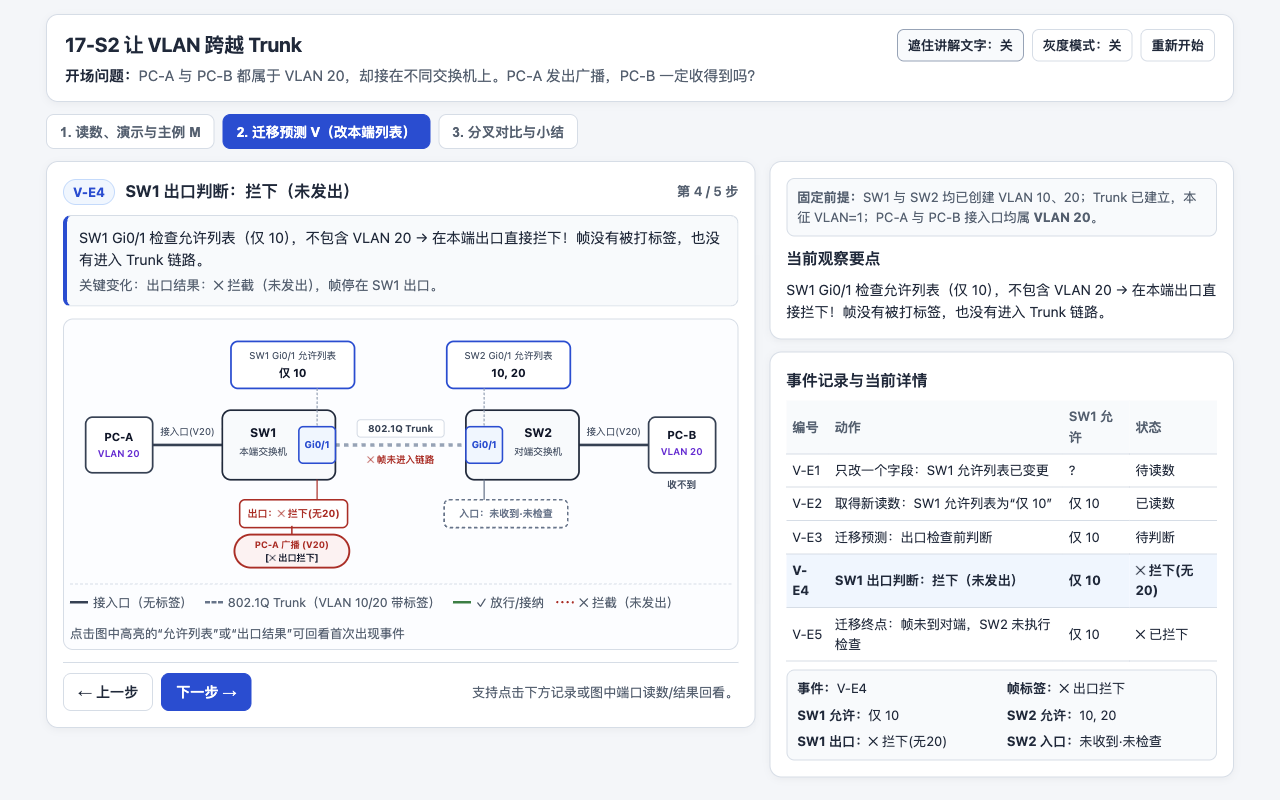 17-S2 让 VLAN 跨越 Trunk
遮住讲解文字：关
灰度模式：关
重新开始
开场问题：PC-A 与 PC-B 都属于 VLAN 20，却接在不同交换机上。PC-A 发出广播，PC-B 一定收得到吗？
1. 读数、演示与主例 M
2. 迁移预测 V（改本端列表）
3. 分叉对比与小结
V-E4
SW1 出口判断：拦下（未发出）
第 4 / 5 步
SW1 Gi0/1 检查允许列表（仅 10），不包含 VLAN 20 → 在本端出口直接拦下！帧没有被打标签，也没
有进入 Trunk 链路。
关键变化：出口结果：✕ 拦截（未发出），帧停在 SW1 出口。
SW1 Gi0/1 允许列表
仅 10
SW2 Gi0/1 允许列表
10, 20
PC-A
VLAN 20
接入口(V20)
SW1
本端交换机
Gi0/1
802.1Q Trunk
✕ 帧未进入链路
Gi0/1
SW2
对端交换机
接入口(V20)
PC-B
VLAN 20
收不到
出口：✕ 拦下(无20)
入口：未收到·未检查
PC-A 广播 (V20)
[✕ 出口拦下]
接入口（无标签）
802.1Q Trunk（VLAN 10/20 带标签）
✓ 放行/接纳
✕ 拦截（未发出）
点击图中高亮的“允许列表”或“出口结果”可回看首次出现事件
← 上一步
下一步 →
支持点击下方记录或图中端口读数/结果回看。
固定前提：SW1 与 SW2 均已创建 VLAN 10、20；Trunk 已建立，本
征 VLAN=1；PC-A 与 PC-B 接入口均属 VLAN 20。
当前观察要点
SW1 Gi0/1 检查允许列表（仅 10），不包含 VLAN 20 → 在本端出口直
接拦下！帧没有被打标签，也没有进入 Trunk 链路。
事件记录与当前详情
编号 动作 SW1 允 状态
许
V-E1 只改一个字段：SW1 允许列表已变更 ? 待读数
V-E2 取得新读数：SW1 允许列表为“仅 10” 仅 10 已读数
V-E3 迁移预测：出口检查前判断 仅 10 待判断
V- SW1 出口判断：拦下（未发出） 仅 10 ✕ 拦下(无
E4 20)
V-E5 迁移终点：帧未到对端，SW2 未执行 仅 10 ✕ 已拦下
检查
事件：V-E4
帧标签：✕ 出口拦下
SW1 允许：仅 10
SW2 允许：10, 20
SW1 出口：✕ 拦下(无20)
SW2 入口：未收到·未检查